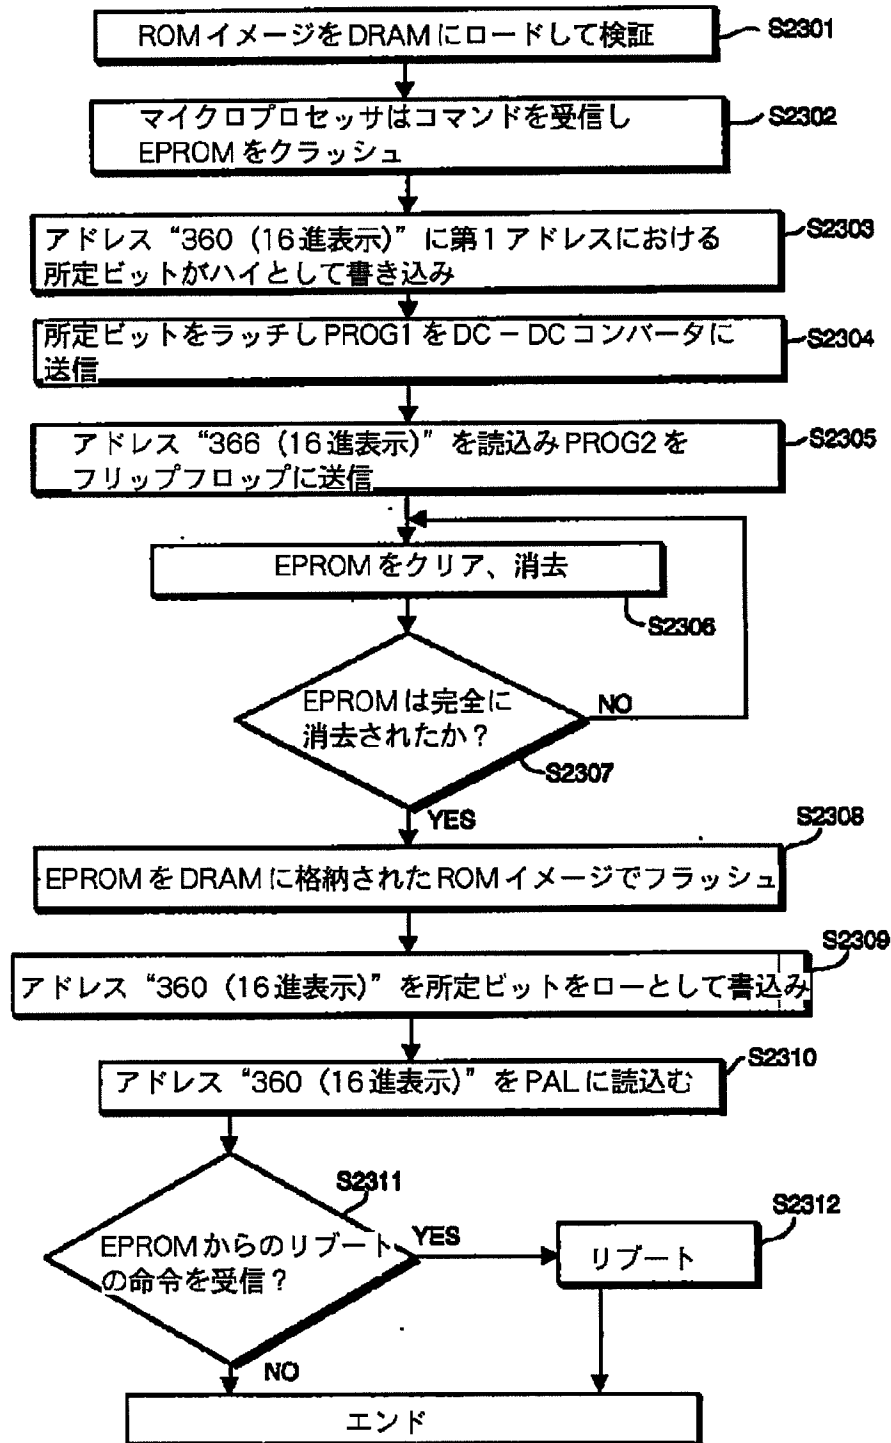 ROMイメージをDRAMにロードして検証
S2301
マイクロプロセッサはコマンドを受信し
EPROMをクラッシュ
S2302
アドレス“360（16進表示）”に第1アドレスにおける
所定ビットがハイとして書き込み
S2303
所定ビットをラッチしPROG1をDC－DCコンバータに
送信
S2304
アドレス“366（16進表示）”を読込みPROG2を
フリップフロップに送信
S2305
EPROMをクリア、消去
S2306
EPROMは完全に
消去されたか？
NO
S2307
YES
S2308
EPROMをDRAMに格納されたROMイメージでフラッシュ
S2309
アドレス“360（16進表示）”を所定ビットをローとして書込み
S2310
アドレス“360（16進表示）”をPALに読込む
S2311
EPROMからのリブート
の命令を受信？
YES
S2312
リブート
NO
エンド